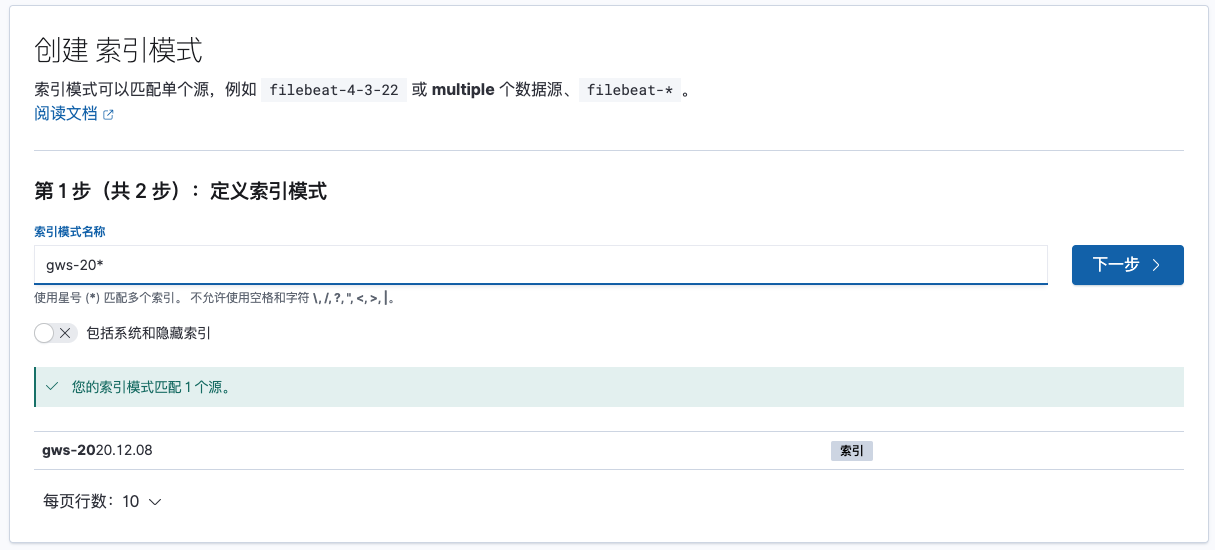 创建 索引模式
索引模式可以匹配单个源，例如 filebeat-4-3-22 或 multiple 个数据源、 filebeat-* 。
阅读文档
第 1 步（共 2 步）：定义索引模式
索引模式名称
gws-20*
下一步
使用星号 (*) 匹配多个索引。 不允许使用空格和字符 \, /, ?, ", <, >, |。
包括系统和隐藏索引
您的索引模式匹配 1 个源。
gws-2020.12.08 索引
每页行数：10